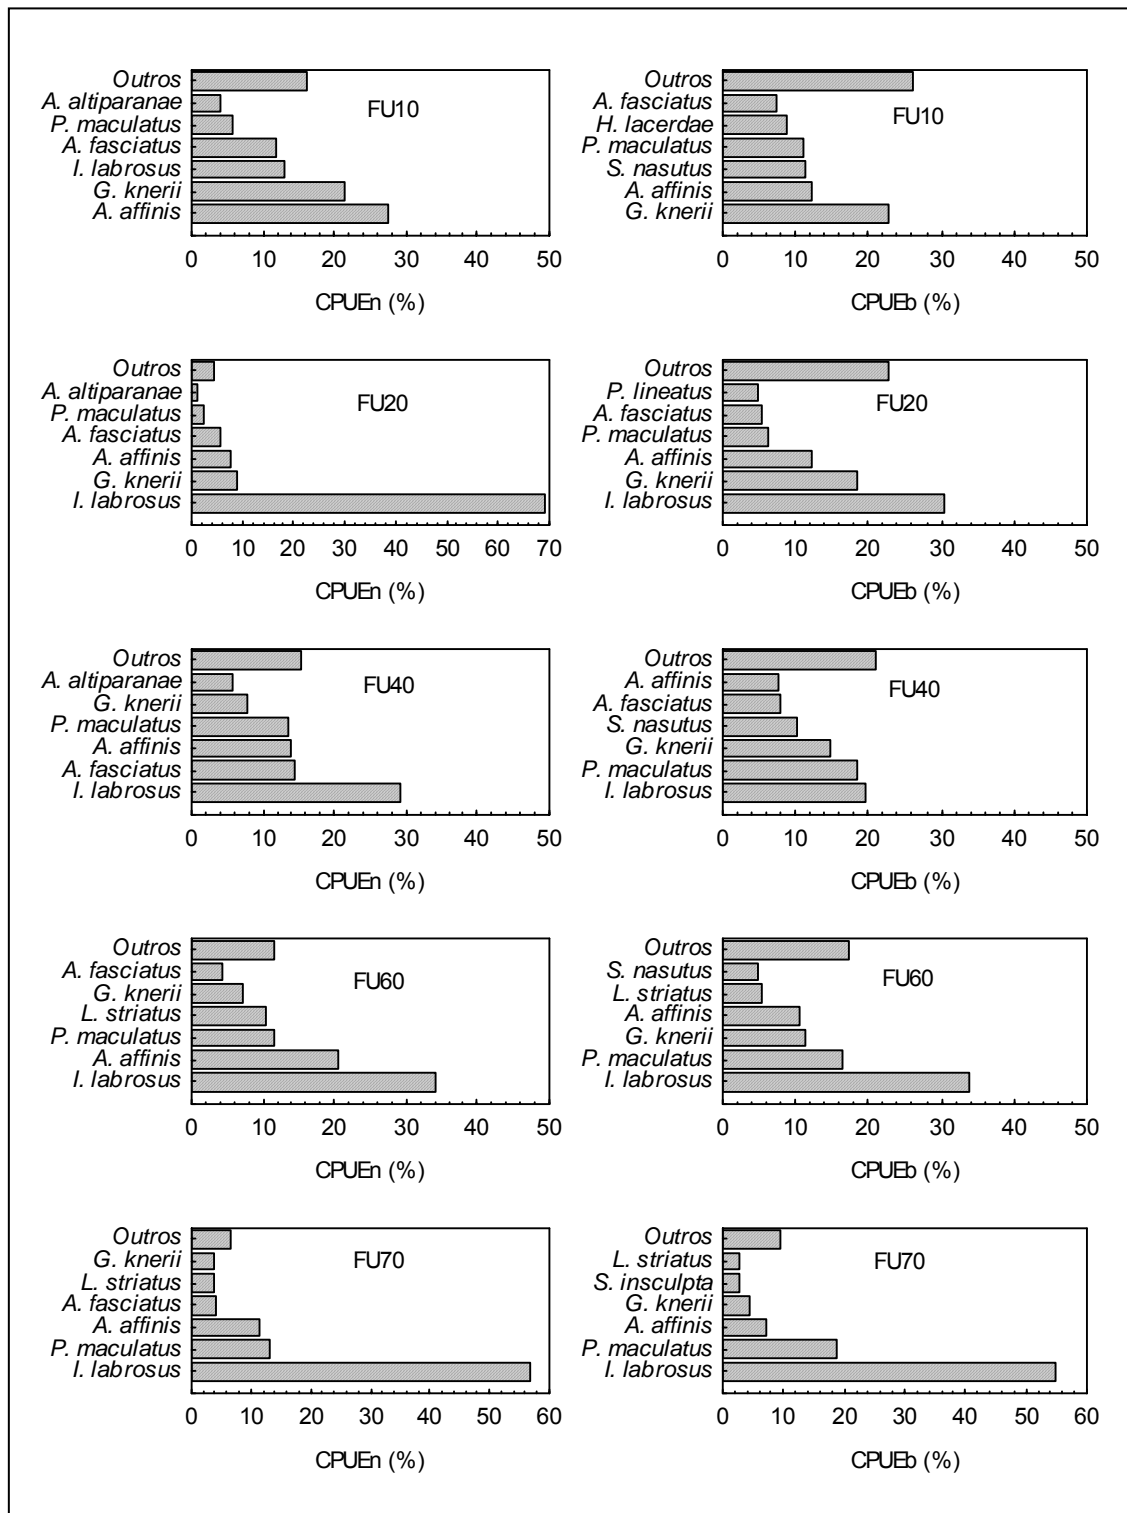 Outros
A. altiparanae
P. maculatus
A. fasciatus
I. labrosus
G. knerii
A. affinis
FU10
0 10 20 30 40 50
CPUEn (%)
Outros
A. fasciatus
H. lacerdae
P. maculatus
S. nasutus
A. affinis
G. knerii
FU10
0 10 20 30 40 50
CPUEb (%)
Outros
A. altiparanae
P. maculatus
A. fasciatus
A. affinis
G. knerii
I. labrosus
FU20
0 10 20 30 40 50 60 70
CPUEn (%)
Outros
P. lineatus
A. fasciatus
P. maculatus
A. affinis
G. knerii
I. labrosus
FU20
0 10 20 30 40 50
CPUEb (%)
Outros
A. altiparanae
G. knerii
P. maculatus
A. affinis
A. fasciatus
I. labrosus
FU40
0 10 20 30 40 50
CPUEn (%)
Outros
A. affinis
A. fasciatus
S. nasutus
G. knerii
P. maculatus
I. labrosus
FU40
0 10 20 30 40 50
CPUEb (%)
Outros
A. fasciatus
G. knerii
L. striatus
P. maculatus
A. affinis
I. labrosus
FU60
0 10 20 30 40 50
CPUEn (%)
Outros
S. nasutus
L. striatus
A. affinis
G. knerii
P. maculatus
I. labrosus
FU60
0 10 20 30 40 50
CPUEb (%)
Outros
G. knerii
L. striatus
A. fasciatus
A. affinis
P. maculatus
I. labrosus
FU70
0 10 20 30 40 50 60
CPUEn (%)
Outros
L. striatus
S. insculpta
G. knerii
A. affinis
P. maculatus
I. labrosus
FU70
0 10 20 30 40 50 60
CPUEb (%)